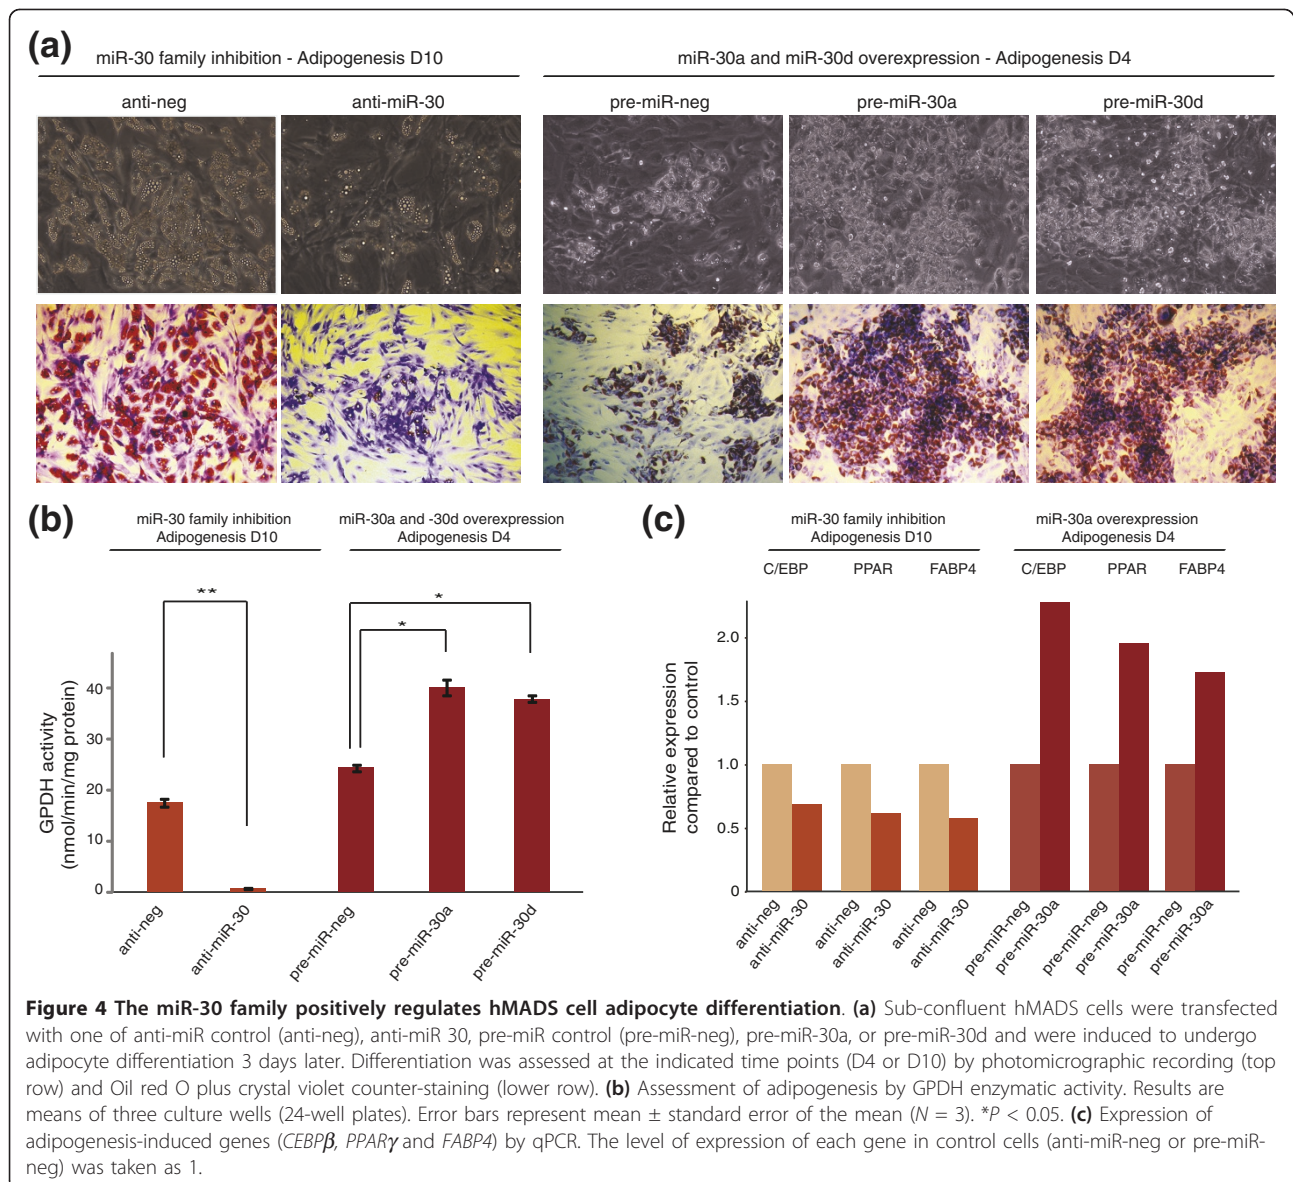 (a)
miR-30 family inhibition - Adipogenesis D10
miR-30a and miR-30d overexpression - Adipogenesis D4
anti-neg
anti-miR-30
pre-miR-neg
pre-miR-30a
pre-miR-30d
(b)
miR-30 family inhibition
Adipogenesis D10
miR-30a and -30d overexpression
Adipogenesis D4
**
*
*
GPDH activity
(nmol/min/mg protein)
40
30
20
10
0
anti-neg
anti-miR-30
pre-miR-neg
pre-miR-30a
pre-miR-30d
(c)
miR-30 family inhibition
Adipogenesis D10
miR-30a overexpression
Adipogenesis D4
C/EBP
PPAR
FABP4
C/EBP
PPAR
FABP4
Relative expression
compared to control
2.0
1.5
1.0
0.5
0
anti-neg
anti-miR-30
anti-neg
anti-miR-30
anti-neg
anti-miR-30
pre-miR-neg
pre-miR-30a
pre-miR-neg
pre-miR-30a
pre-miR-neg
pre-miR-30a
Figure 4 The miR-30 family positively regulates hMADS cell adipocyte differentiation. (a) Sub-confluent hMADS cells were transfected
with one of anti-miR control (anti-neg), anti-miR 30, pre-miR control (pre-miR-neg), pre-miR-30a, or pre-miR-30d and were induced to undergo
adipocyte differentiation 3 days later. Differentiation was assessed at the indicated time points (D4 or D10) by photomicrographic recording (top
row) and Oil red O plus crystal violet counter-staining (lower row). (b) Assessment of adipogenesis by GPDH enzymatic activity. Results are
means of three culture wells (24-well plates). Error bars represent mean ± standard error of the mean (N = 3). *P < 0.05. (c) Expression of
adipogenesis-induced genes (CEBPβ, PPARγ and FABP4) by qPCR. The level of expression of each gene in control cells (anti-miR-neg or pre-miR-
neg) was taken as 1.